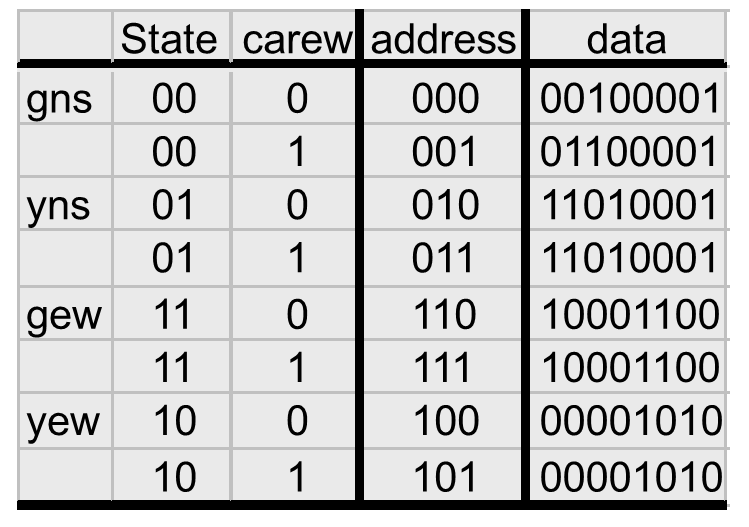 State carew address data
gns 00 0 000 00100001
00 1 001 01100001
yns 01 0 010 11010001
01 1 011 11010001
gew 11 0 110 10001100
11 1 111 10001100
yew 10 0 100 00001010
10 1 101 00001010